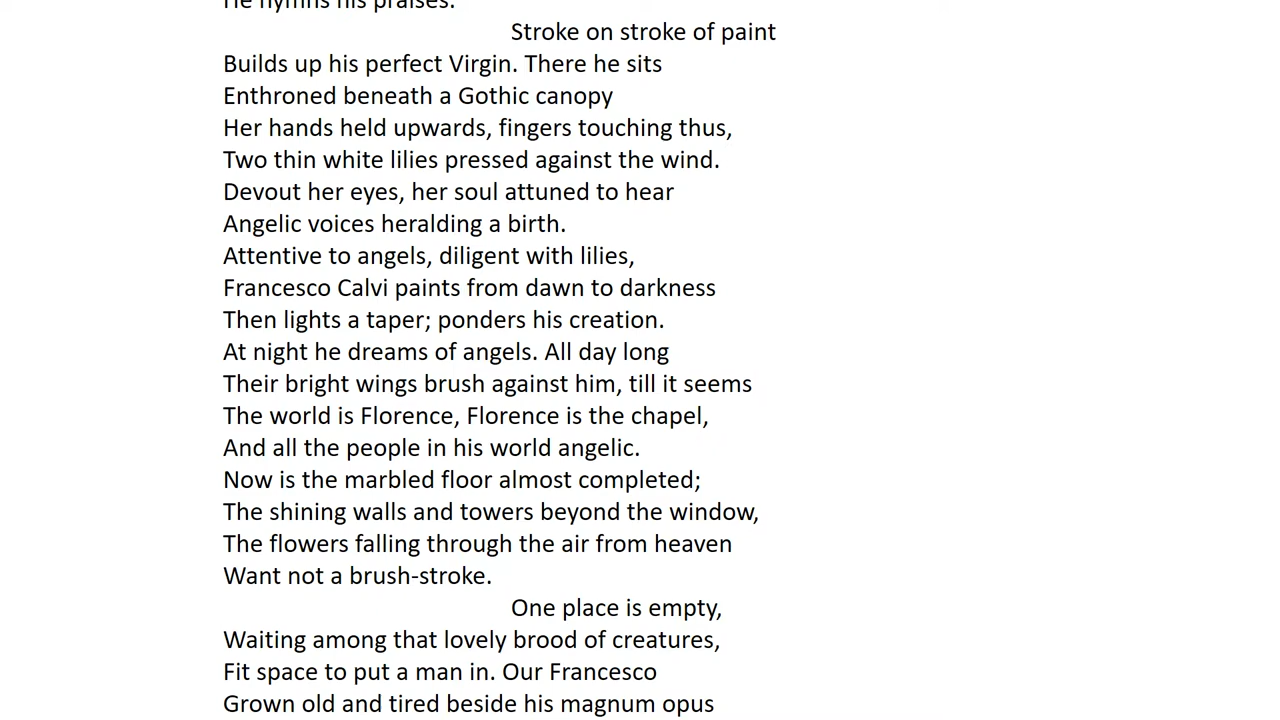 He hymns his praises.
Stroke on stroke of paint
Builds up his perfect Virgin. There he sits
Enthroned beneath a Gothic canopy
Her hands held upwards, fingers touching thus,
Two thin white lilies pressed against the wind.
Devout her eyes, her soul attuned to hear
Angelic voices heralding a birth.
Attentive to angels, diligent with lilies,
Francesco Calvi paints from dawn to darkness
Then lights a taper; ponders his creation.
At night he dreams of angels. All day long
Their bright wings brush against him, till it seems
The world is Florence, Florence is the chapel,
And all the people in his world angelic.
Now is the marbled floor almost completed;
The shining walls and towers beyond the window,
The flowers falling through the air from heaven
Want not a brush-stroke.
One place is empty,
Waiting among that lovely brood of creatures,
Fit space to put a man in. Our Francesco
Grown old and tired beside his magnum opus